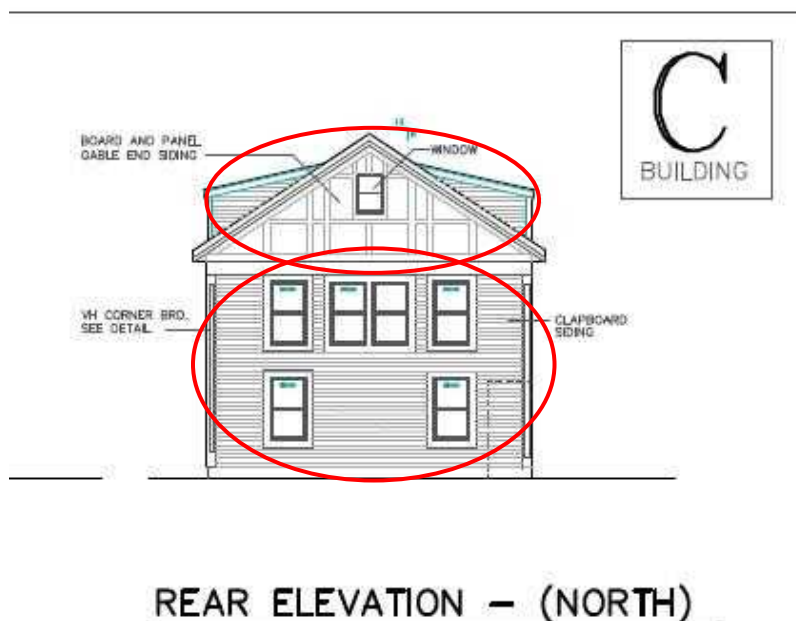 C
BUILDING
BOARD AND PANEL
GABLE END SIDING
WINDOW
VH CORNER BRD.
SEE DETAIL
CLAPBOARD
SIDING
REAR ELEVATION – (NORTH)